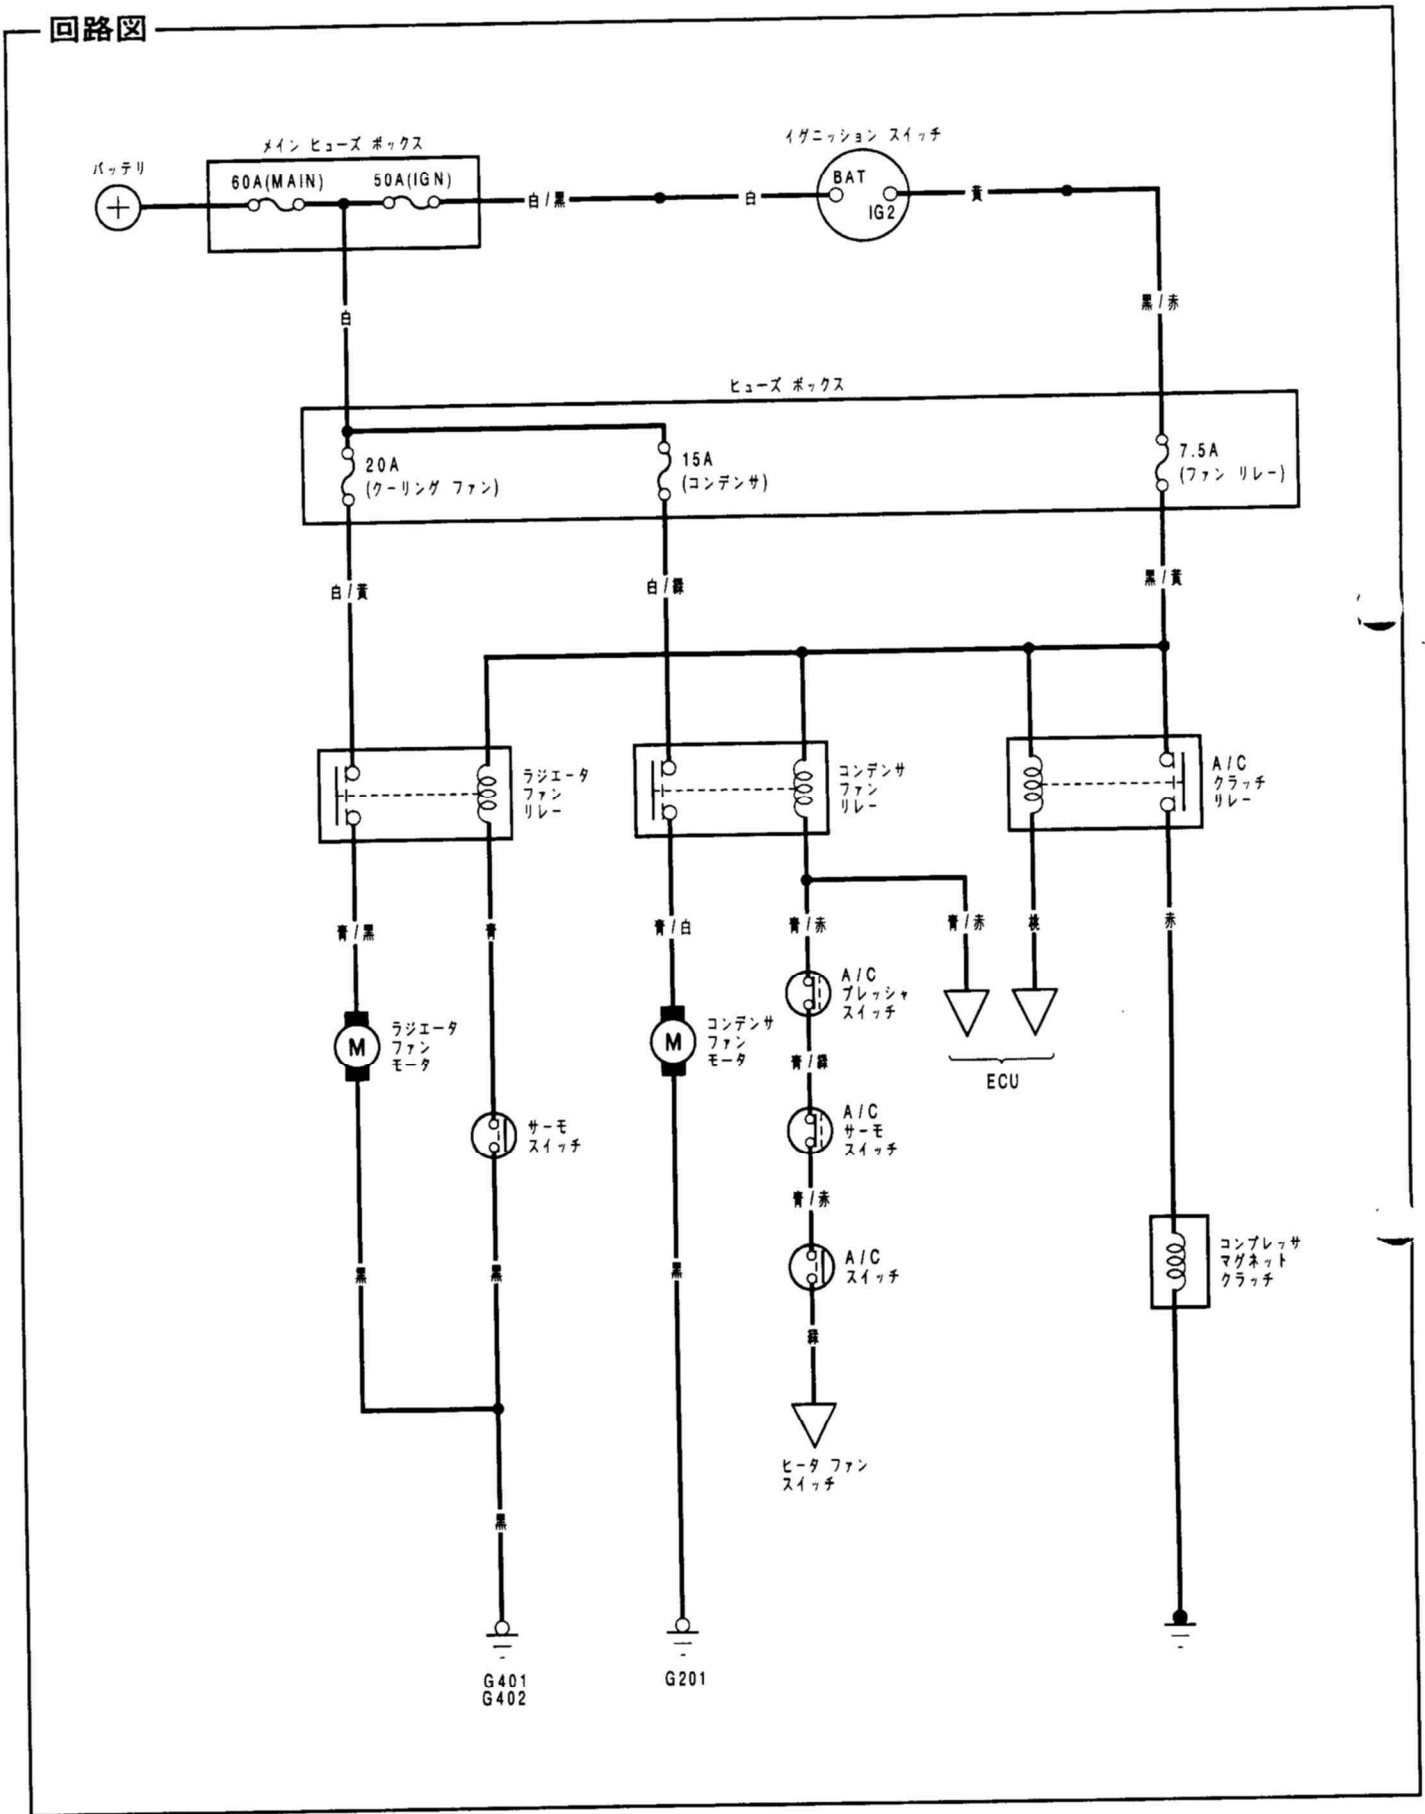 回路図
メイン ヒューズ ボックス
イグニッション スイッチ
バッテリ
60A(MAIN)
50A(IGN)
白/黒
白
BAT
IG2
黄
黒/赤
白
ヒューズ ボックス
20A
(クーリング ファン)
15A
(コンデンサ)
7.5A
(ファン リレー)
白/黄
白/緑
黒/黄
ラジエータ
ファン
リレー
コンデンサ
ファン
リレー
A/C
クラッチ
リレー
青/黒
青
青/白
青/赤
青/赤
桃
赤
A/C
プレッシャ
スイッチ
M
ラジエータ
ファン
モータ
M
コンデンサ
ファン
モータ
青/緑
ECU
サーモ
スイッチ
A/C
サーモ
スイッチ
青/赤
黒
黒
黒
A/C
スイッチ
コンプレッサ
マグネット
クラッチ
緑
ヒータ ファン
スイッチ
黒
G401
G402
G201